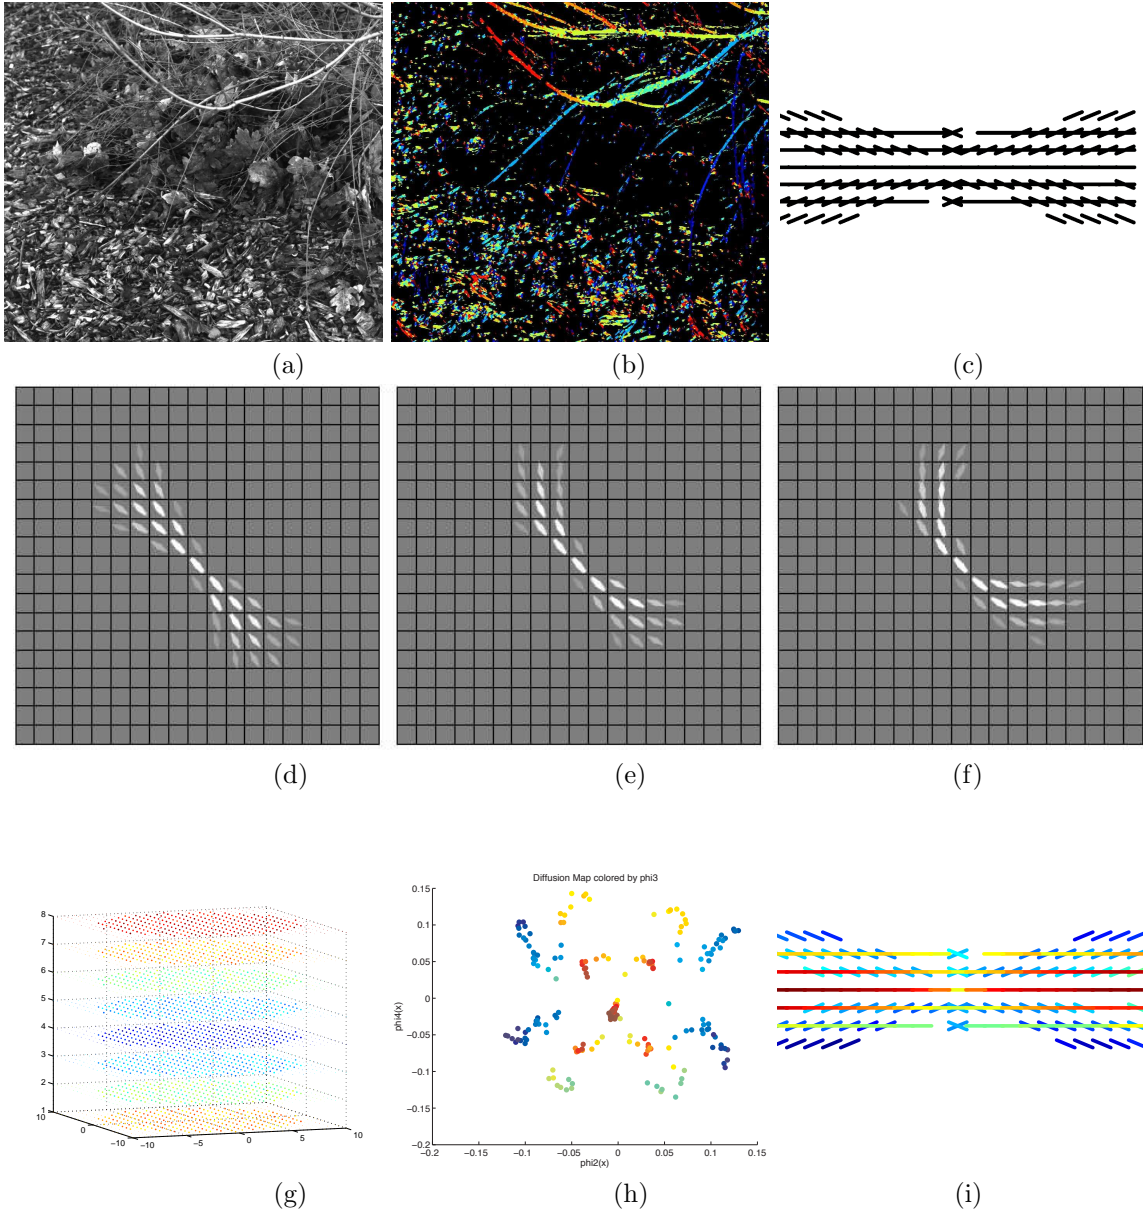 (a)
(b)
(c)
(d)
(e)
(f)
8
7
6
5
4
3
2
1
10
0
−10
−10
−5
0
5
10
(g)
Diffusion Map colored by phi3
0.15
0.1
0.05
0
−0.05
−0.1
−0.15
−0.2
phi4(x)
−0.2
−0.15
−0.1
−0.05
0
0.05
0.1
0.15
phi2(x)
(h)
(i)